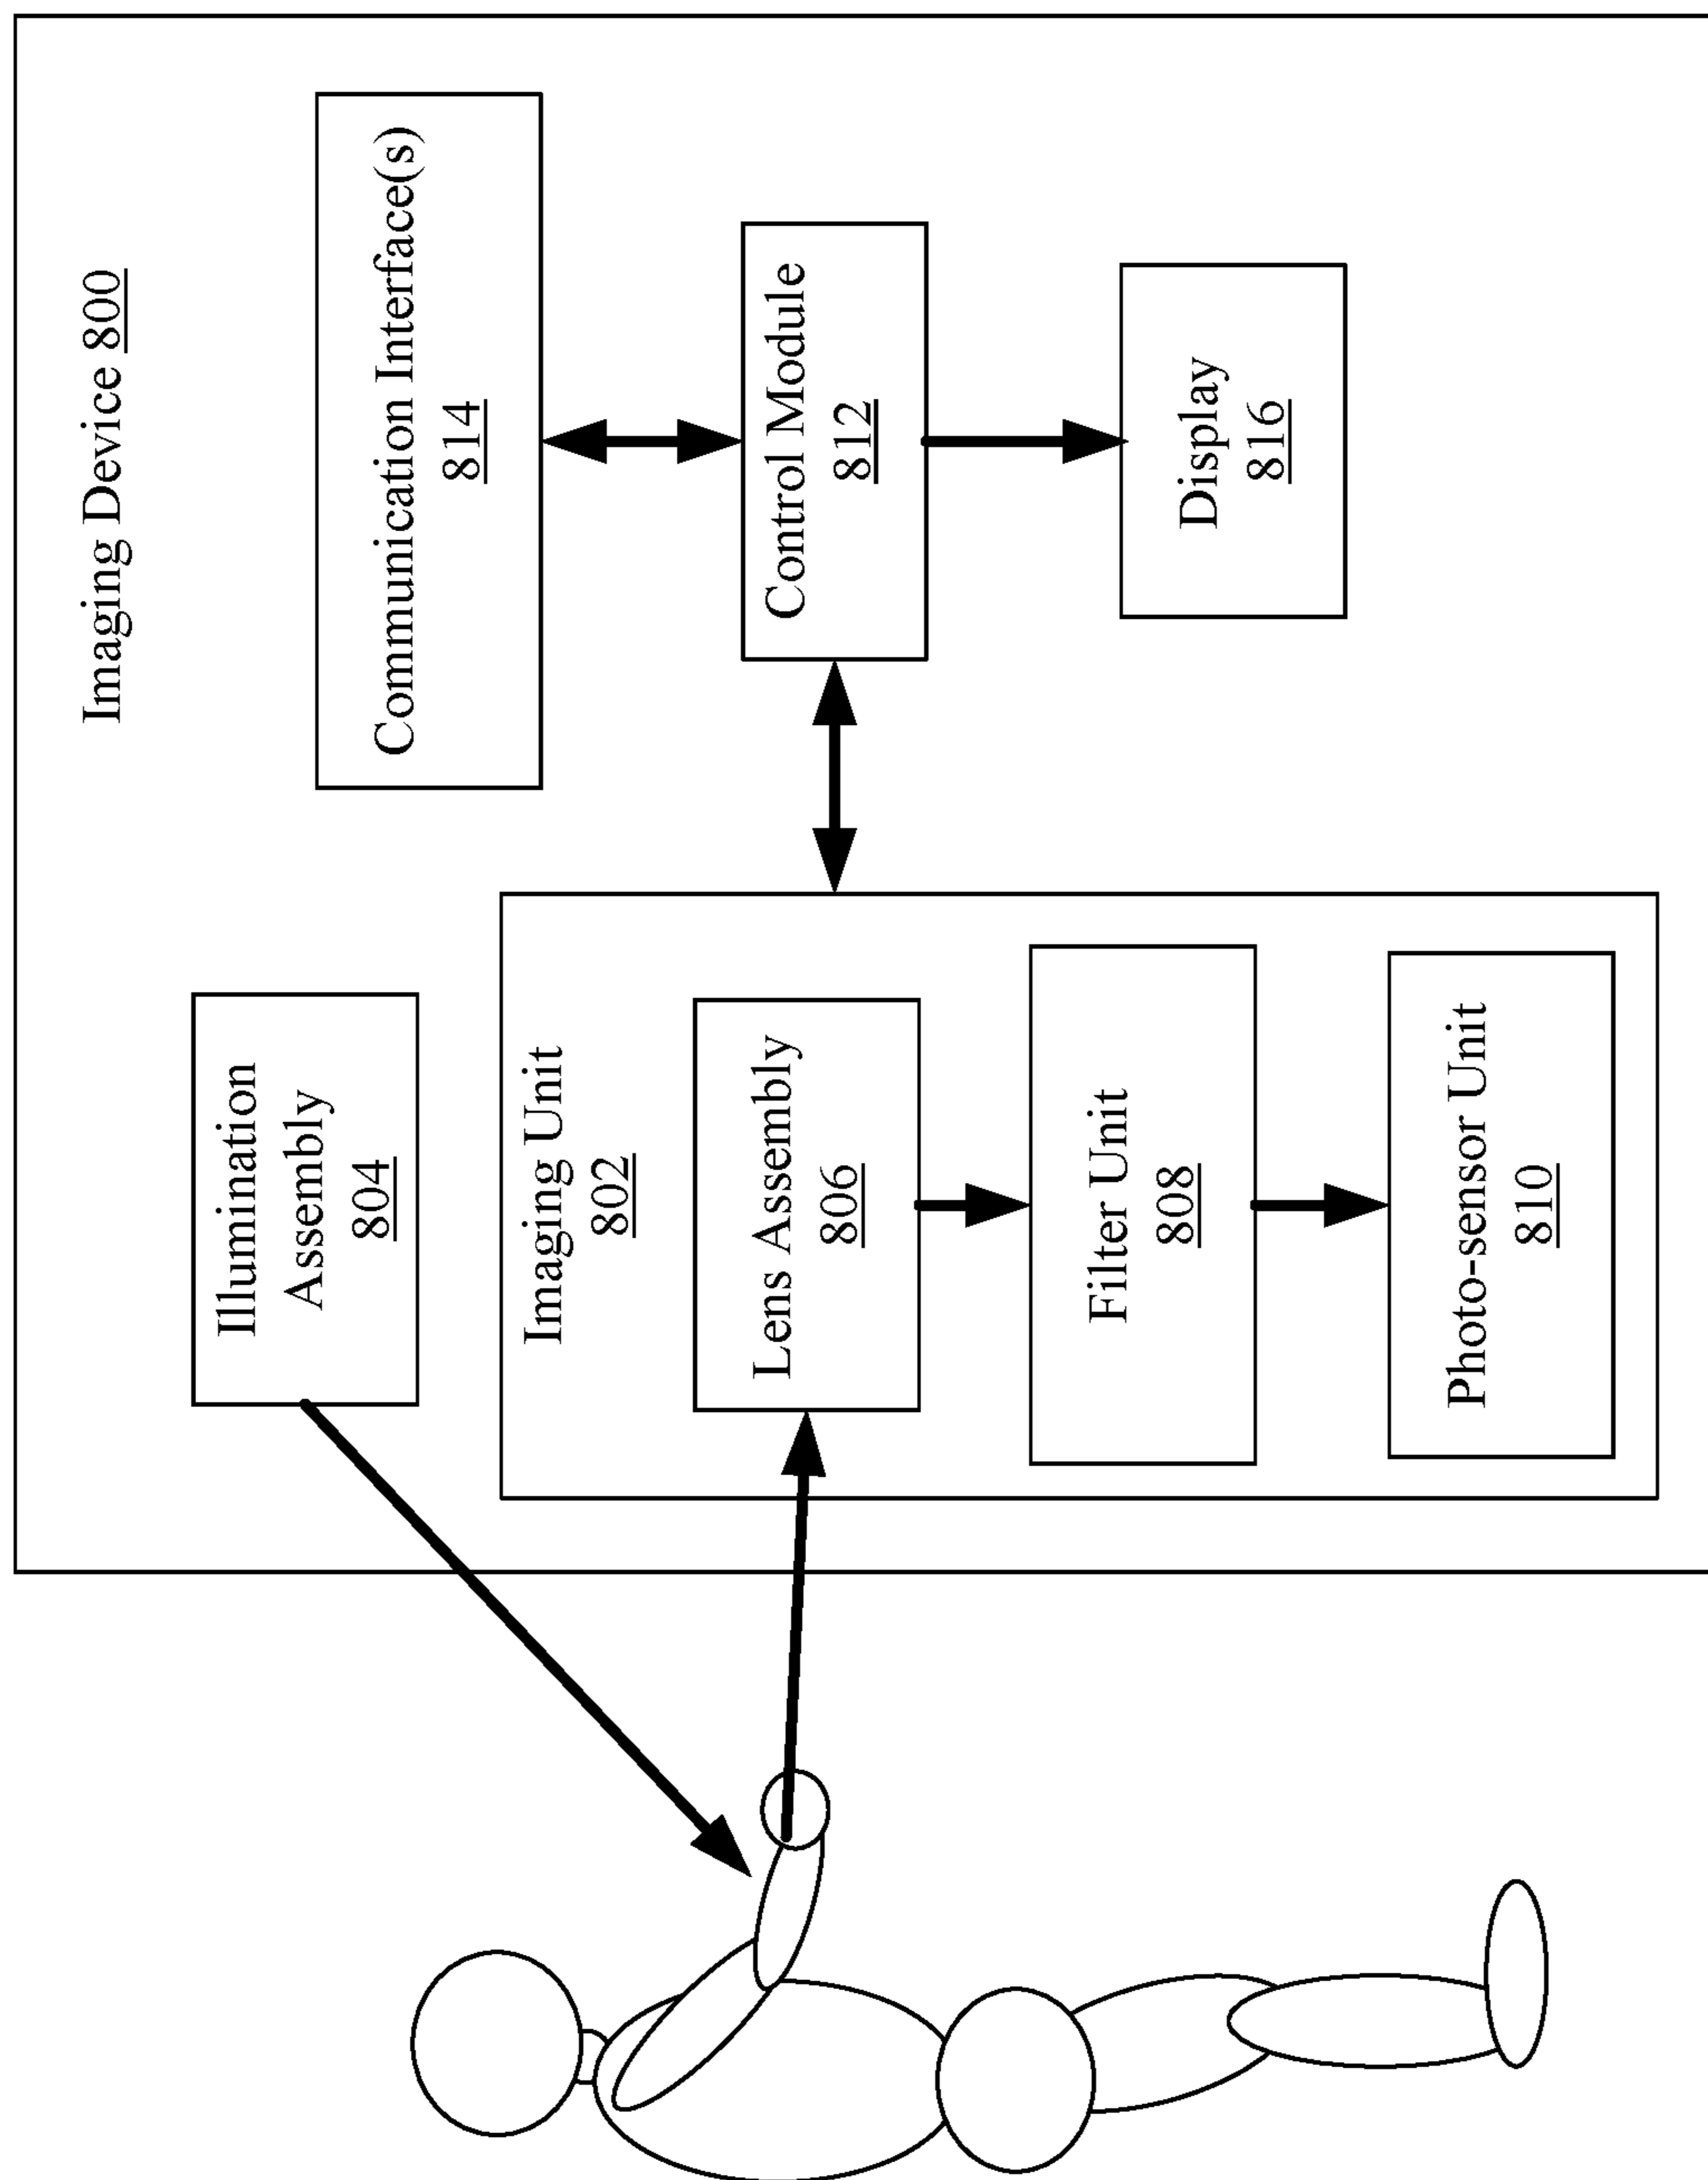 Imaging Device 800
Illumination
Assembly
804
Imaging Unit
802
Lens Assembly
806
Filter Unit
808
Photo-sensor Unit
810
Communication Interface(s)
814
Control Module
812
Display
816